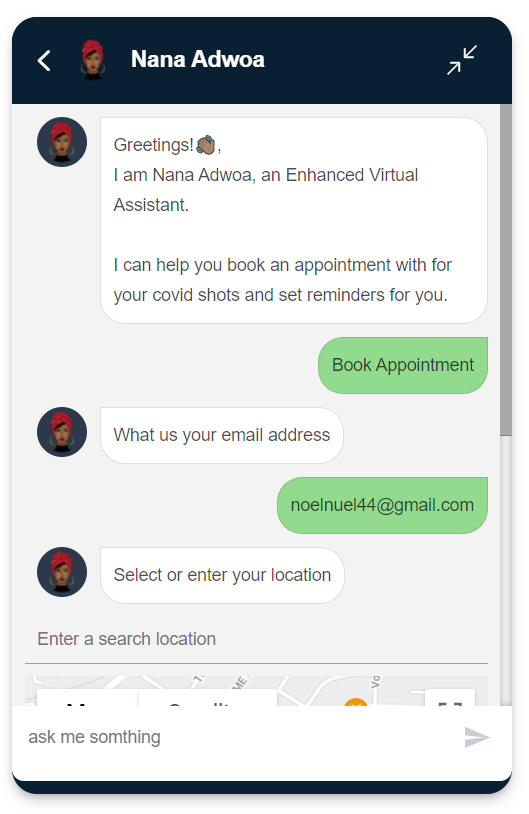 Nana Adwoa
Greetings!👋🏽,
I am Nana Adwoa, an Enhanced Virtual
Assistant.
I can help you book an appointment with for
your covid shots and set reminders for you.
Book Appointment
What us your email address
noelnuel44@gmail.com
Select or enter your location
Enter a search location
ask me somthing